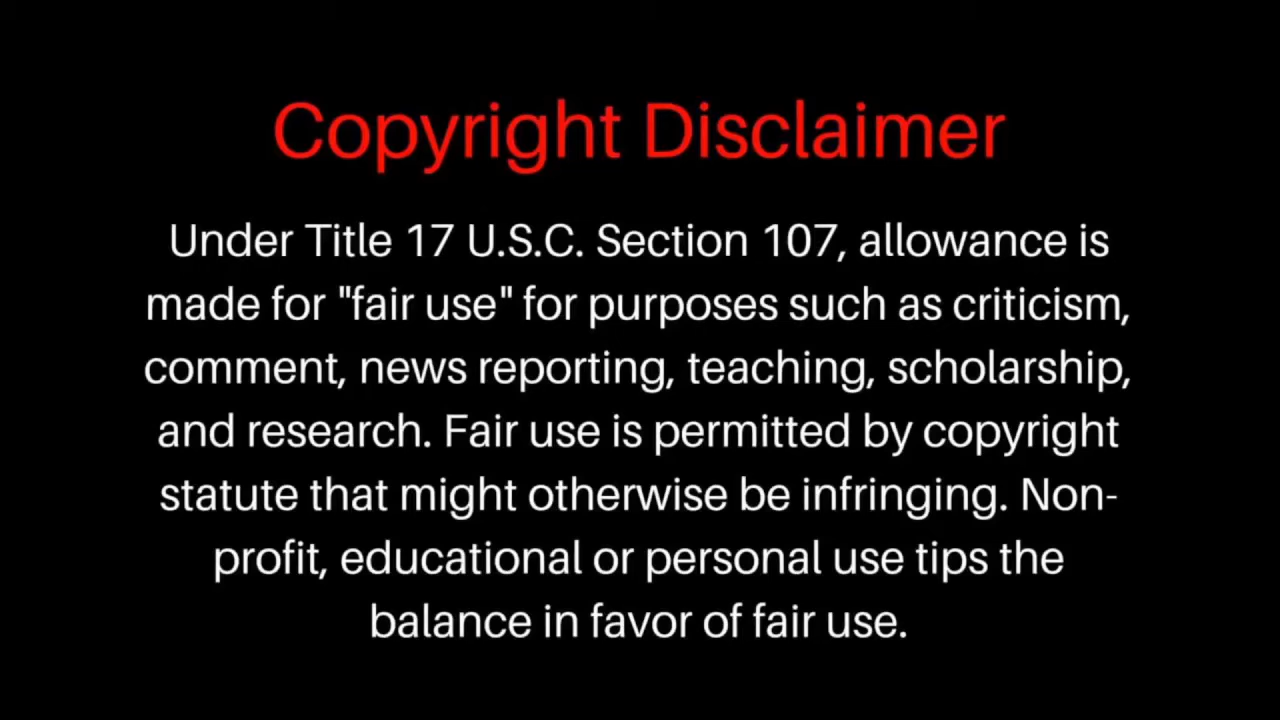 Copyright Disclaimer
Under Title 17 U.S.C. Section 107, allowance is
made for "fair use" for purposes such as criticism,
comment, news reporting, teaching, scholarship,
and research. Fair use is permitted by copyright
statute that might otherwise be infringing. Non-
profit, educational or personal use tips the
balance in favor of fair use.